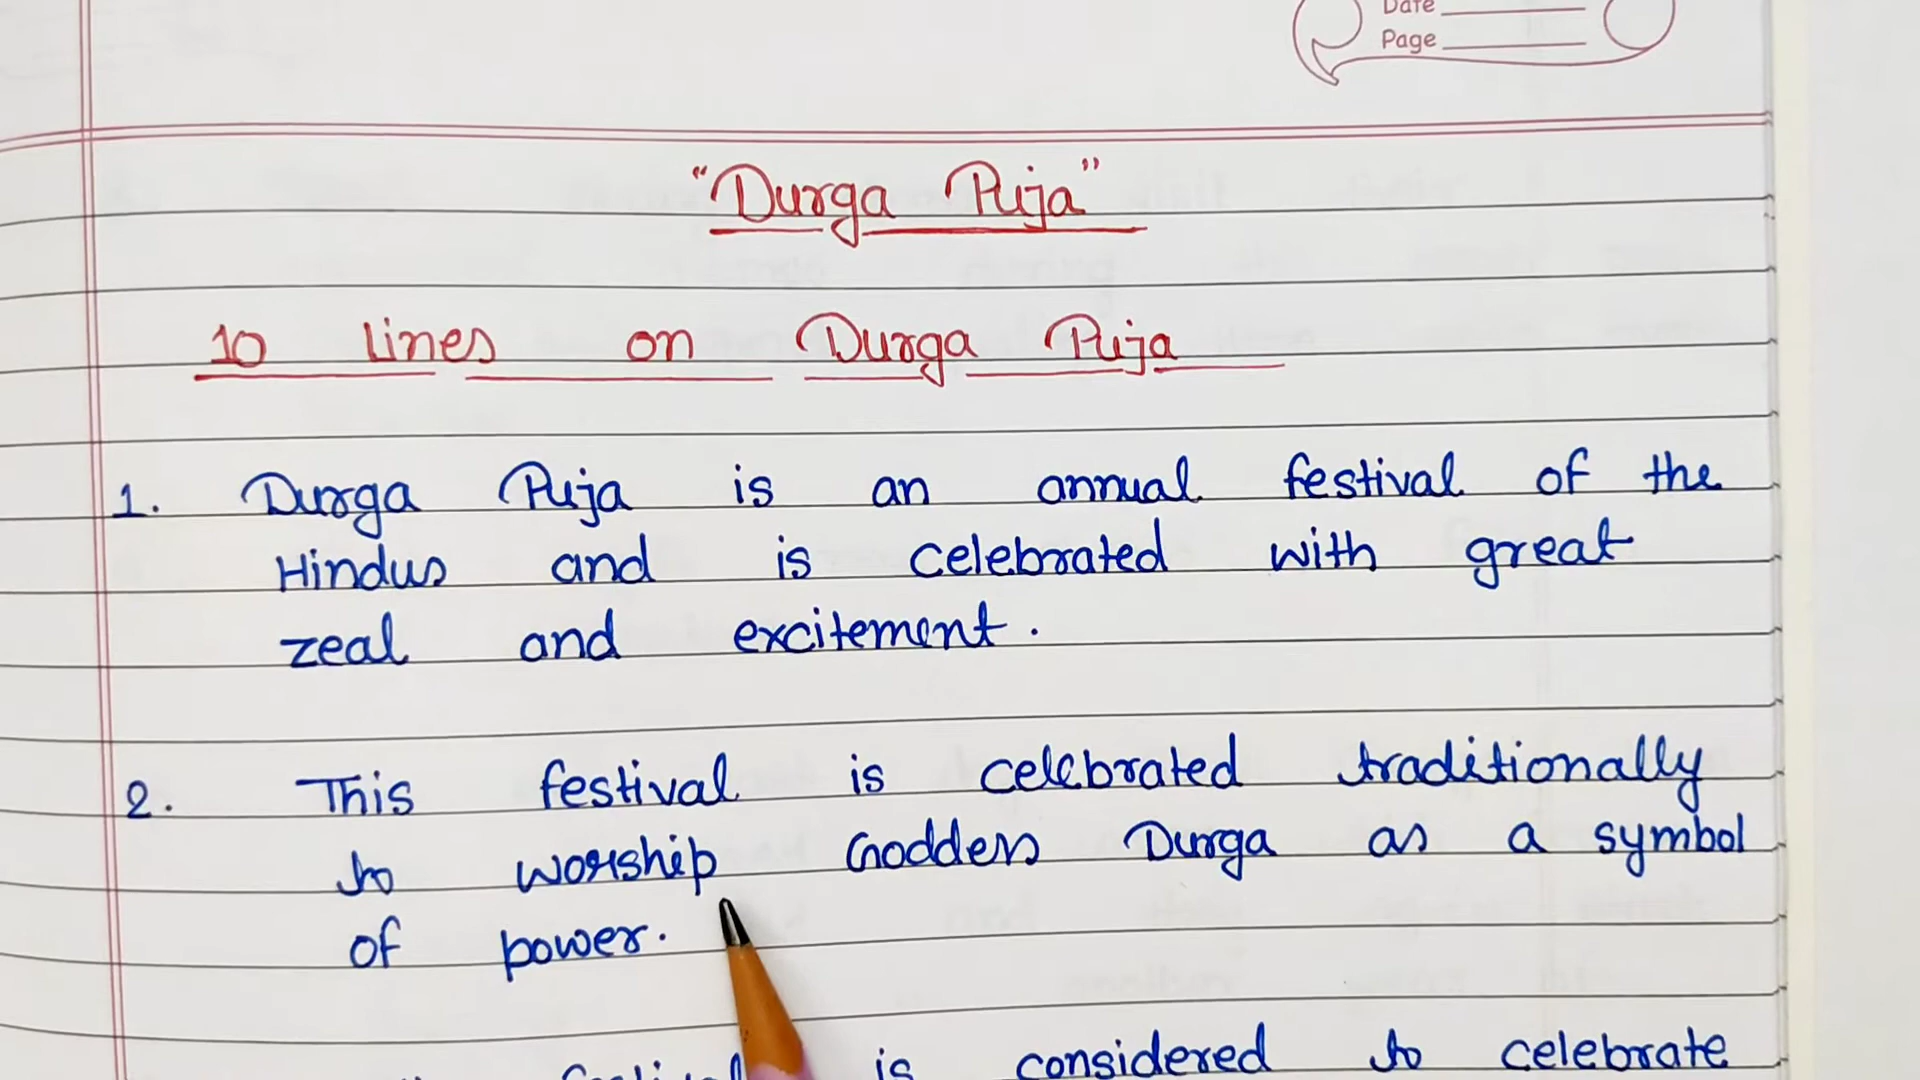 Date
Page
"Durga Puja"
10 lines on Durga Puja
1. Durga Puja is an annual festival of the
Hindus and is celebrated with great
zeal and excitement.
2. This festival is celebrated traditionally
to worship Goddess Durga as a symbol
of power.
festival is considered to celebrate